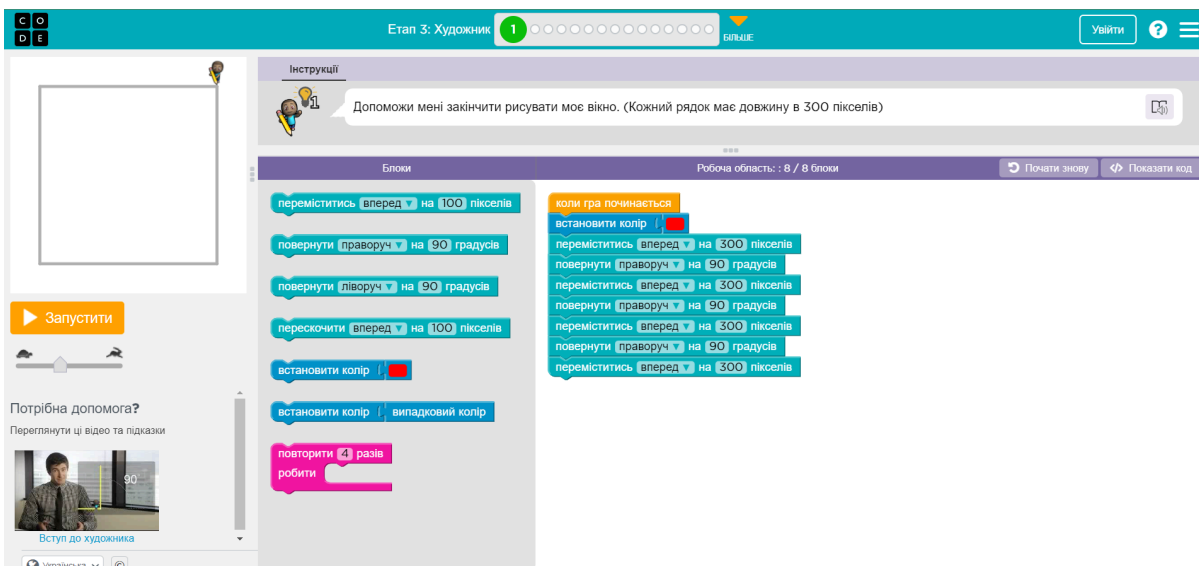 C O
D E
Етап 3: Художник
1
БІЛЬШЕ
Увійти
?
Інструкції
1
Допоможи мені закінчити рисувати моє вікно. (Кожний рядок має довжину в 300 пікселів)
Блоки
Робоча область: : 8 / 8 блоки
Почати знову
Показати код
переміститись вперед на 100 пікселів
повернути праворуч на 90 градусів
повернути ліворуч на 90 градусів
перескочити вперед на 100 пікселів
встановити колір
встановити колір випадковий колір
повторити 4 разів
робити
коли гра починається
встановити колір
переміститись вперед на 300 пікселів
повернути праворуч на 90 градусів
переміститись вперед на 300 пікселів
повернути праворуч на 90 градусів
переміститись вперед на 300 пікселів
повернути праворуч на 90 градусів
переміститись вперед на 300 пікселів
Запустити
Потрібна допомога?
Переглянути ці відео та підказки
90°
Вступ до художника
Українська
©